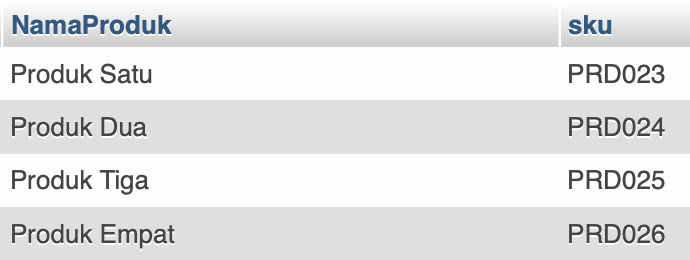 NamaProduk sku
Produk Satu PRD023
Produk Dua PRD024
Produk Tiga PRD025
Produk Empat PRD026